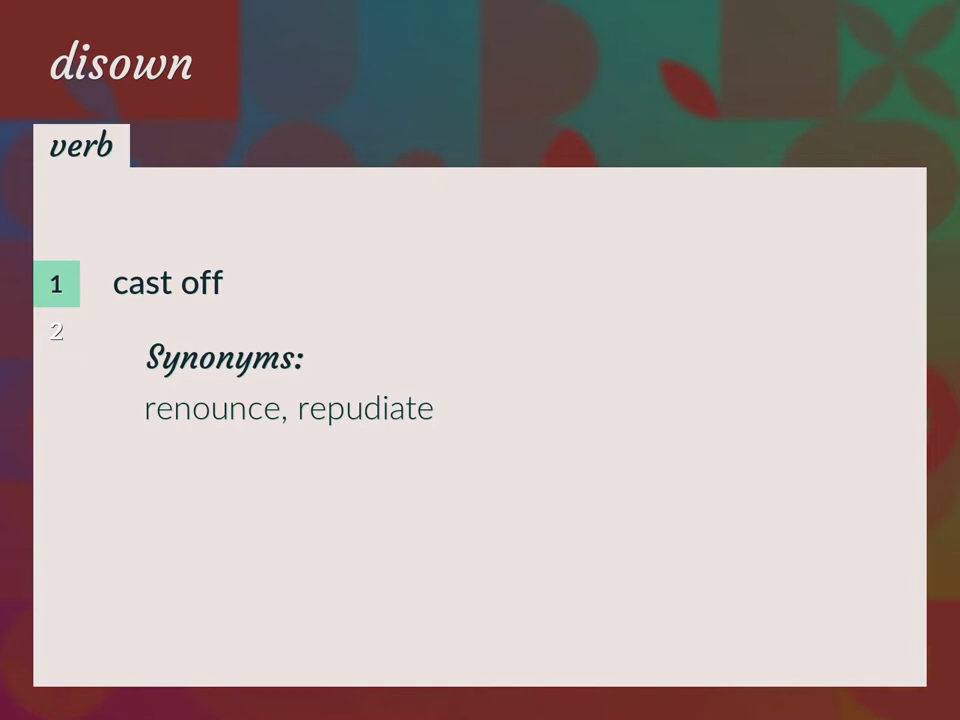 disown
verb
1 cast off
2
Synonyms:
renounce, repudiate